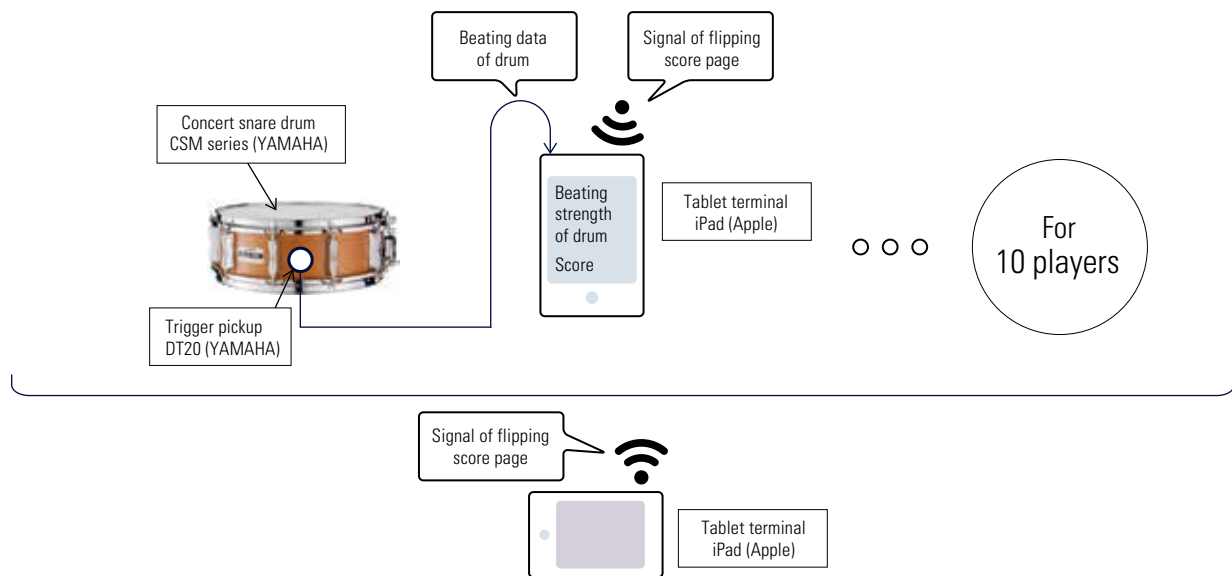 Beating data
of drum
Signal of flipping
score page
Concert snare drum
CSM series (YAMAHA)
Beating
strength
of drum
Score
Tablet terminal
iPad (Apple)
For
10 players
Trigger pickup
DT20 (YAMAHA)
Signal of flipping
score page
Tablet terminal
iPad (Apple)